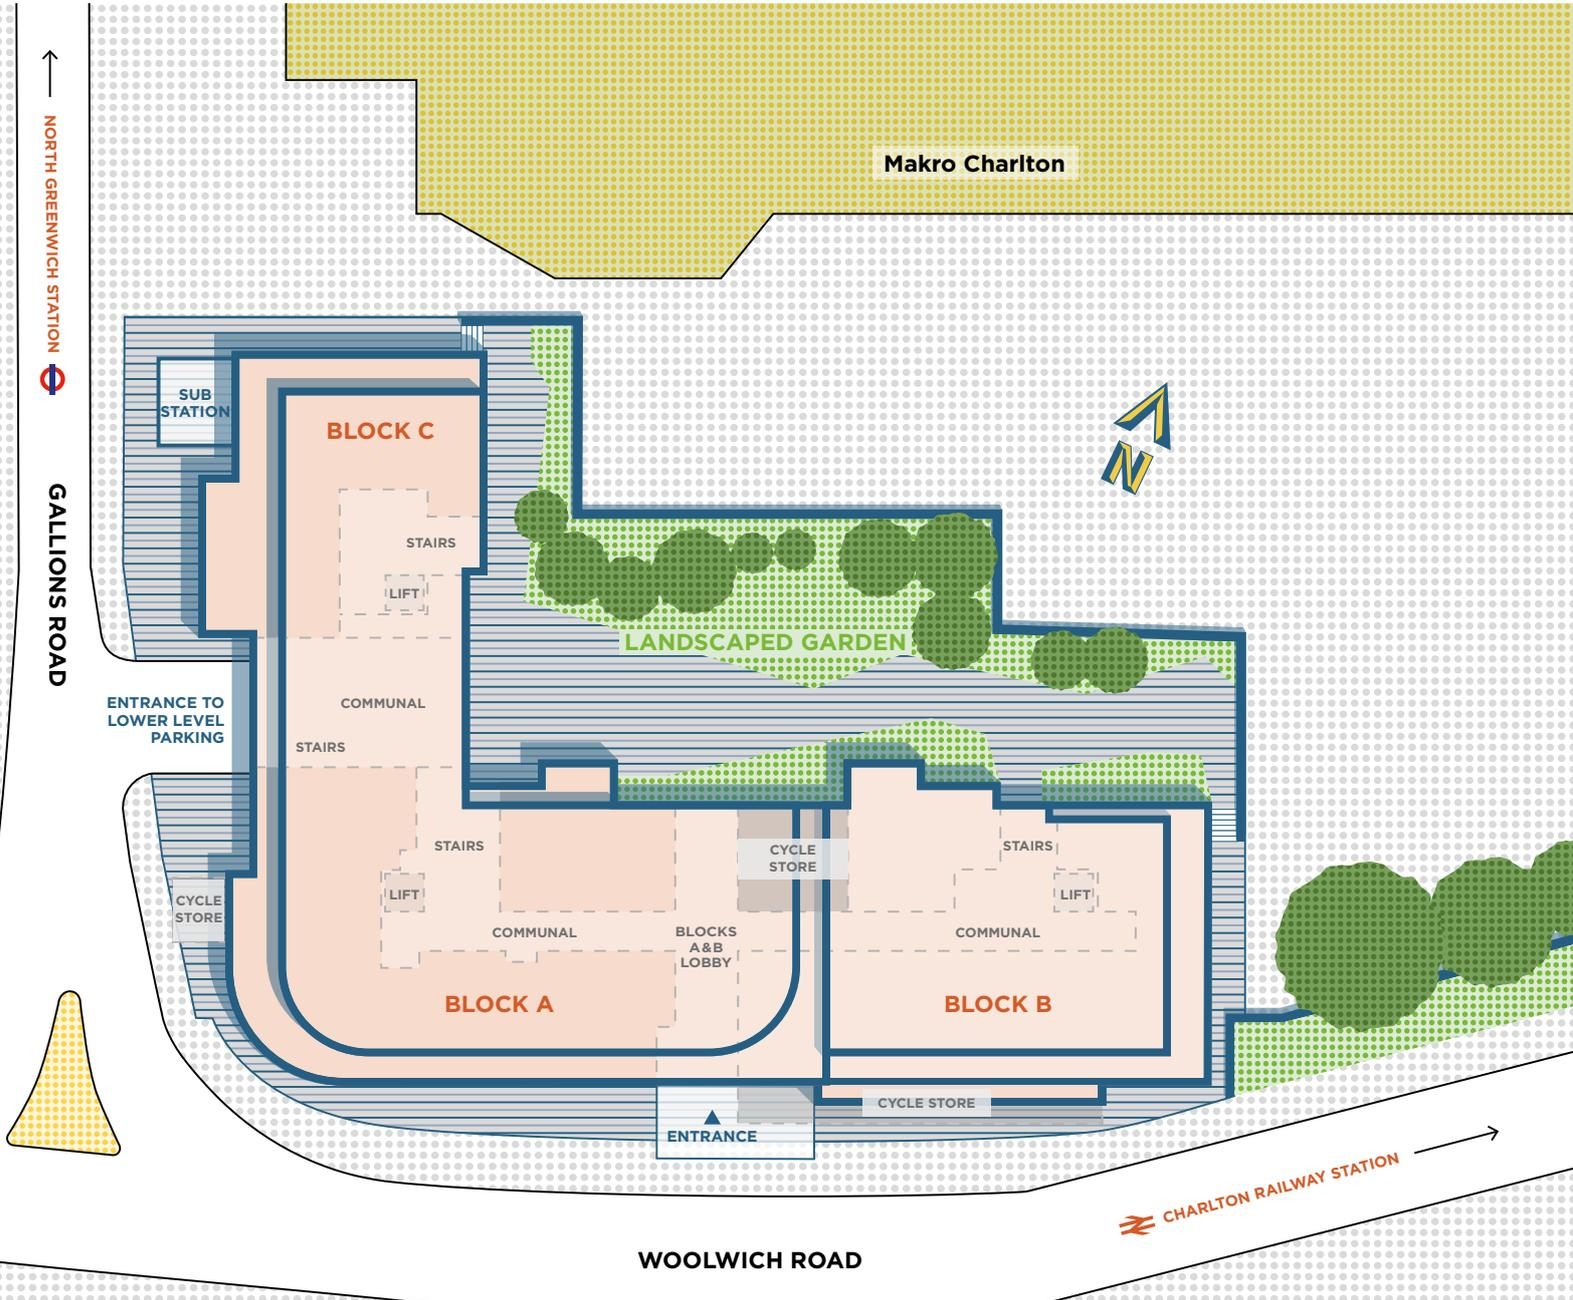 Makro Charlton
NORTH GREENWICH STATION
SUB
STATION
BLOCK C
N
GALLIONS ROAD
STAIRS
LIFT
LANDSCAPED GARDEN
COMMUNAL
ENTRANCE TO
LOWER LEVEL
PARKING
STAIRS
STAIRS
CYCLE
STORE
STAIRS
LIFT
LIFT
CYCLE
STORE
COMMUNAL
BLOCKS
A&B
LOBBY
COMMUNAL
BLOCK A
BLOCK B
CYCLE STORE
ENTRANCE
CHARLTON RAILWAY STATION
WOOLWICH ROAD